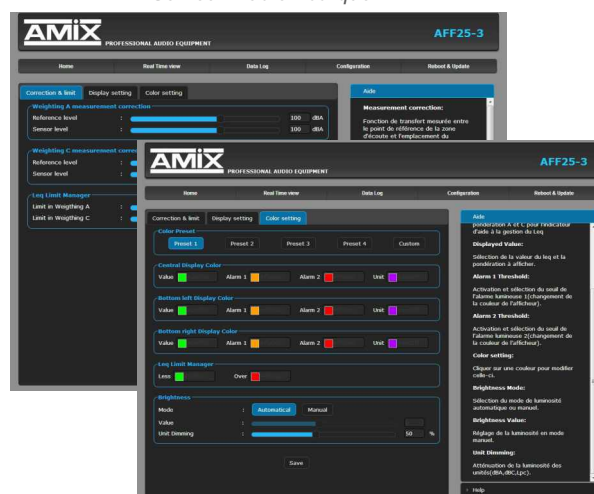 AMiX
PROFESSIONAL AUDIO EQUIPMENT
AFF25-3
Home Real Time view Data Log Configuration Reboot & Update
Correction & limit Display setting Color setting
Weighting A measurement correction
Reference level : 100 dBA
Sensor level : 100 dBA
Weighting C measurement
Reference level :
Sensor level :
Leq Limit Manager
Limit in Weigthing A :
Limit in Weigthing C :
Aide
Measurement correction:
Fonction de transfert mesurée entre
le point de référence de la zone
d'écoute et l'emplacement du
AMiX
PROFESSIONAL AUDIO EQUIPMENT
AFF25-3
Home Real Time view Data Log Configuration Reboot & Update
Correction & limit Display setting Color setting
Color Preset
Preset 1 Preset 2 Preset 3 Preset 4 Custom
Central Display Color
Value Alarm 1 Alarm 2 Unit
Bottom left Display Color
Value Alarm 1 Alarm 2 Unit
Bottom right Display Color
Value Alarm 1 Alarm 2 Unit
Leq Limit Manager
Less Over
Brightness
Mode : Automatical Manual
Value :
Unit Dimming : 50 %
Save
Aide
pondération A et C pour l'indicateur
d'aide à la gestion du Leq
Displayed Value:
Sélection de la valeur du leq et la
pondération à afficher.
Alarm 1 Threshold:
Activation et sélection du seuil de
l'alarme lumineuse 1(changement de
la couleur de l'afficheur).
Alarm 2 Threshold:
Activation et sélection du seuil de
l'alarme lumineuse 2(changement de
la couleur de l'afficheur).
Color setting:
Cliquer sur une couleur pour modifier
celle-ci.
Brightness Mode:
Sélection du mode de luminosité
automatique ou manuel.
Brightness Value:
Réglage de la luminosité en mode
manuel.
Unit Dimming:
Atténuation de la luminosité des
unités(dBA,dBC,Lpc).
Help